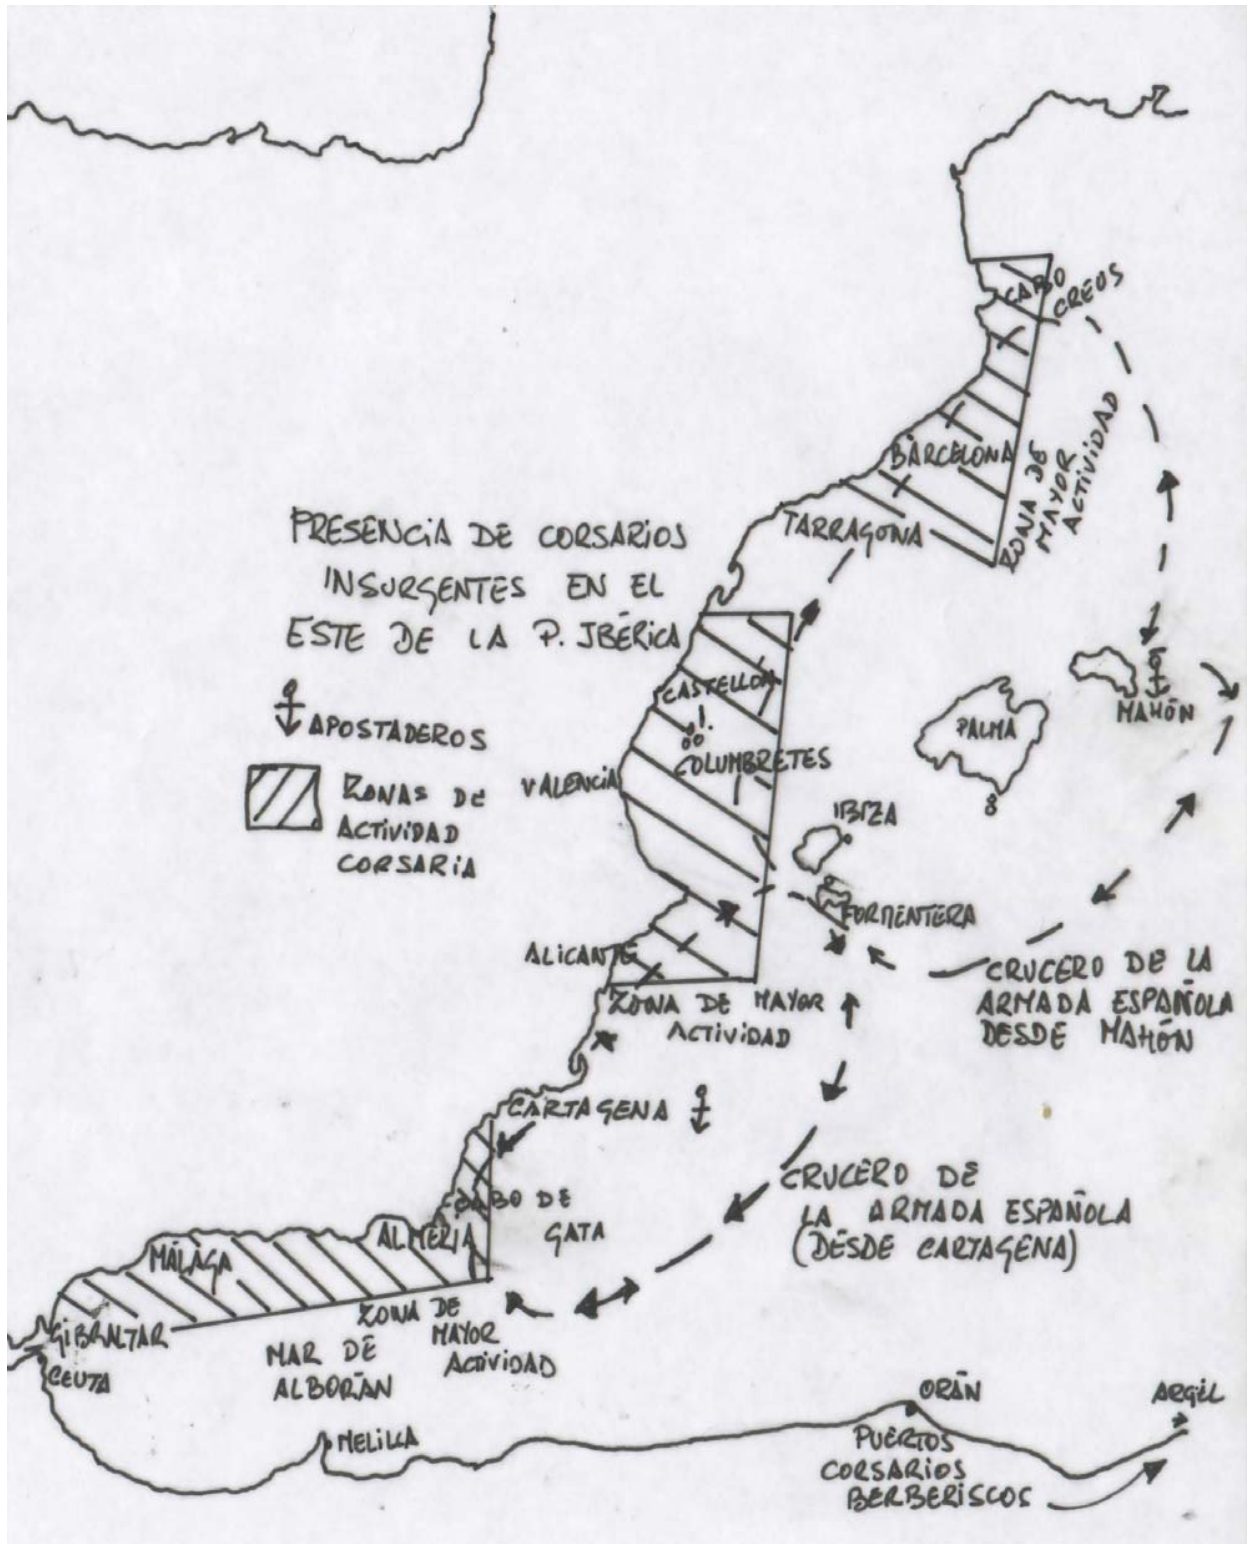 CABO
CREOS
BARCELONA
ZONA DE
MAYOR
ACTIVIDAD
TARRAGONA
PRESENCIA DE CORSARIOS
INSURGENTES EN EL
ESTE DE LA P. IBÉRICA
APOSTADEROS
ZONAS DE
ACTIVIDAD
CORSARIA
CASTELLON
COLUMBRETES
VALENCIA
PALMA
MAHÓN
IBIZA
FORMENTERA
ALICANTE
ZONA DE MAYOR
ACTIVIDAD
CRUCERO DE LA
ARMADA ESPAÑOLA
DESDE MAHÓN
CARTAGENA
CABO DE
GATA
CRUCERO DE
LA ARMADA ESPAÑOLA
(DESDE CARTAGENA)
ALMERÍA
MÁLAGA
GIBRALTAR
CEUTA
ZONA DE
MAYOR
ACTIVIDAD
MAR DE
ALBORÁN
MELILLA
ORÁN
ARGEL
PUERTOS
CORSARIOS
BERBERISCOS